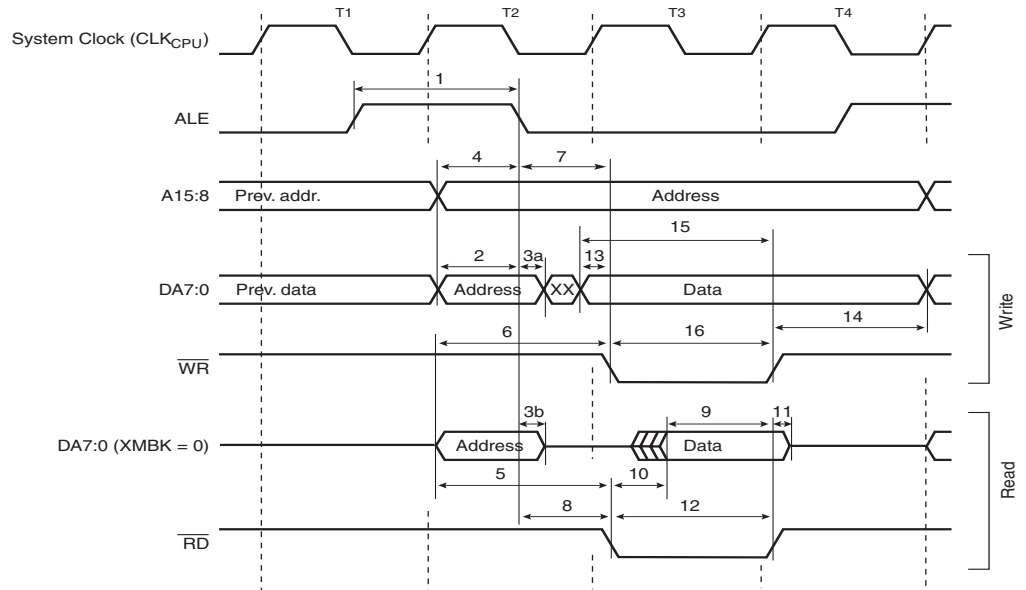 T1 T2 T3 T4
System Clock (CLKCPU)
1
ALE
4 7
A15:8 Prev. addr. Address
15
2 3a 13
DA7:0 Prev. data Address XX Data
14
6 16
WR
Write
3b 9 11
DA7:0 (XMBK = 0) Address Data
5 10
Read
8 12
RD